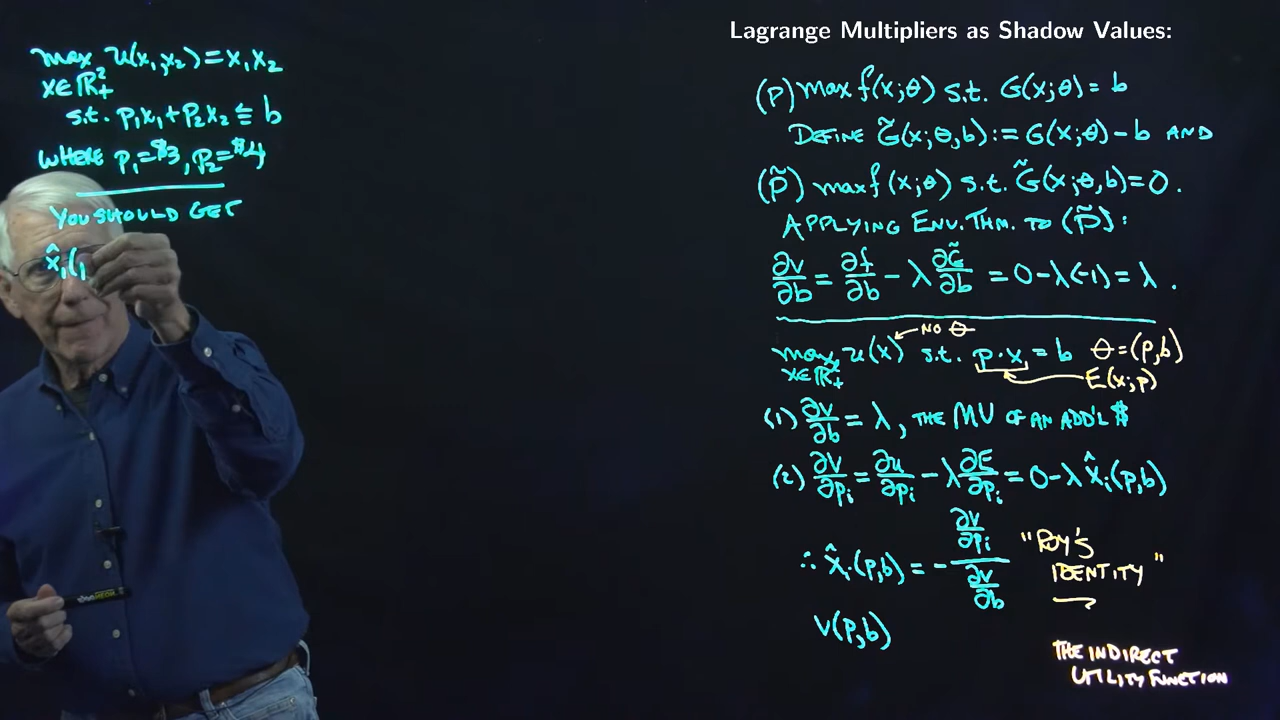 max u(x₁,x₂) = x₁x₂
x∈ℝ²₊
s.t. p₁x₁+p₂x₂ ≦ b
WHERE p₁=$3, p₂=$4
YOU SHOULD GET
x̂₁(
Lagrange Multipliers as Shadow Values:
(P) max f(x;θ) s.t. G(x;θ) = b
DEFINE G̃(x;θ,b) := G(x;θ) − b AND
(P̃) max f(x;θ) s.t. G̃(x;θ,b) = 0.
APPLYING ENV. THM. TO (P̃):
∂v/∂b = ∂f/∂b − λ ∂G̃/∂b = 0−λ(−1) = λ.
← NO θ
max u(x) s.t. p·x = b θ=(p,b)
x∈ℝ²₊ E(x;p)
(1) ∂v/∂b = λ, THE MV OF AN ADD'L $
(2) ∂v/∂pᵢ = ∂u/∂pᵢ − λ ∂E/∂pᵢ = 0−λ x̂ᵢ(p,b)
∴ x̂ᵢ(p,b) = − (∂v/∂pᵢ)/(∂v/∂b) "ROY'S
IDENTITY"
v(p,b)
THE INDIRECT
UTILITY FUNCTION